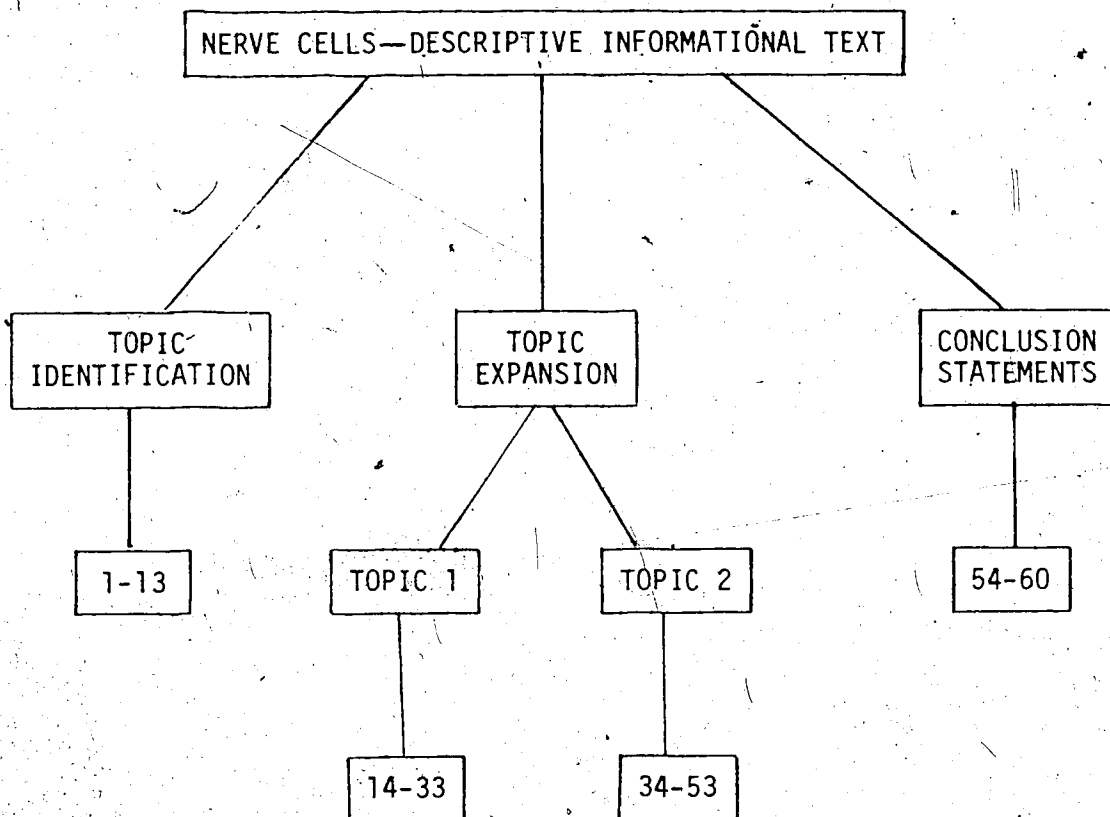 NERVE CELLS—DESCRIPTIVE INFORMATIONAL TEXT
TOPIC
IDENTIFICATION
TOPIC
EXPANSION
CONCLUSION
STATEMENTS
1-13
TOPIC 1
TOPIC 2
54-60
14-33
34-53